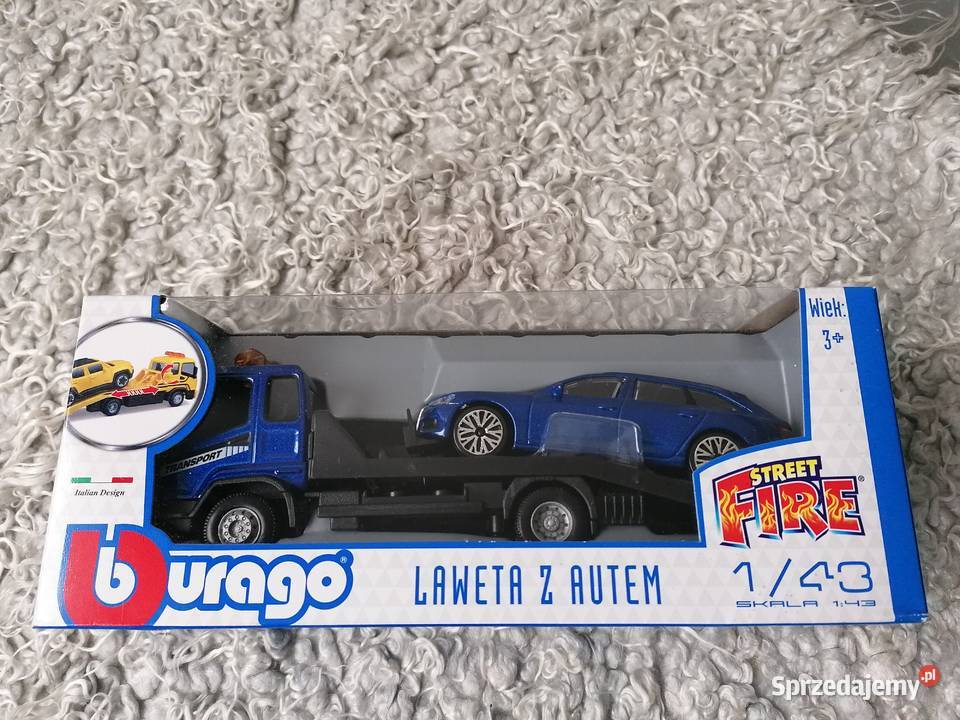 Wiek:
3+
TRANSPORT
Italian Design
STREET
FIRE®
burago®
LAWETA Z AUTEM
1/43
SKALA 1:43
Sprzedajemy.pl